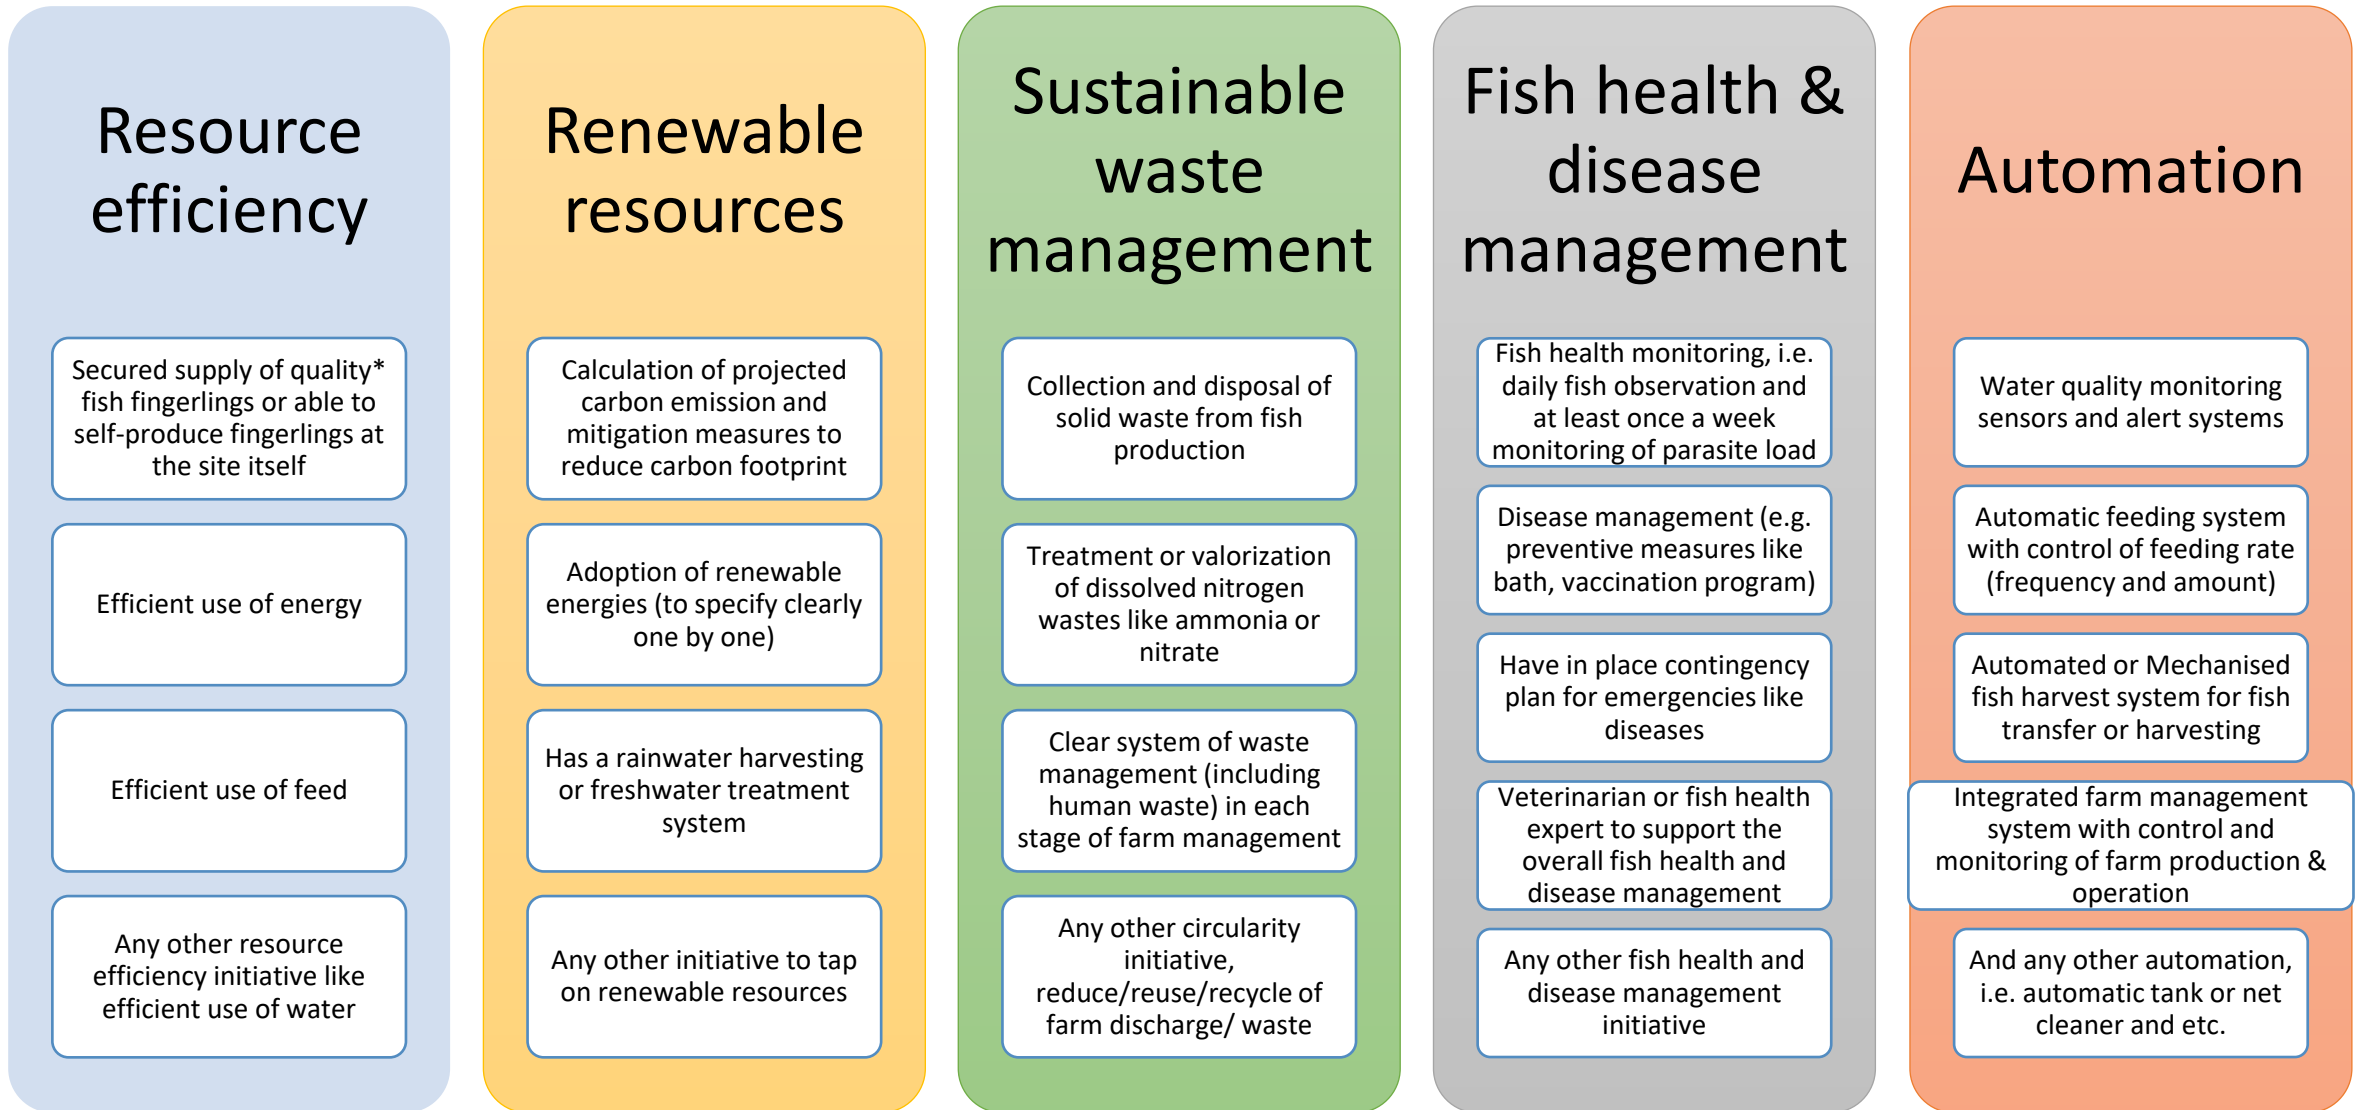 Resource
efficiency
Secured supply of quality*
fish fingerlings or able to
self-produce fingerlings at
the site itself
Efficient use of energy
Efficient use of feed
Any other resource
efficiency initiative like
efficient use of water
Renewable
resources
Calculation of projected
carbon emission and
mitigation measures to
reduce carbon footprint
Adoption of renewable
energies (to specify clearly
one by one)
Has a rainwater harvesting
or freshwater treatment
system
Any other initiative to tap
on renewable resources
Sustainable
waste
management
Collection and disposal of
solid waste from fish
production
Treatment or valorization
of dissolved nitrogen
wastes like ammonia or
nitrate
Clear system of waste
management (including
human waste) in each
stage of farm management
Any other circularity
initiative,
reduce/reuse/recycle of
farm discharge/ waste
Fish health &
disease
management
Fish health monitoring, i.e.
daily fish observation and
at least once a week
monitoring of parasite load
Disease management (e.g.
preventive measures like
bath, vaccination program)
Have in place contingency
plan for emergencies like
diseases
Veterinarian or fish health
expert to support the
overall fish health and
disease management
Any other fish health and
disease management
initiative
Automation
Water quality monitoring
sensors and alert systems
Automatic feeding system
with control of feeding rate
(frequency and amount)
Automated or Mechanised
fish harvest system for fish
transfer or harvesting
Integrated farm management
system with control and
monitoring of farm production &
operation
And any other automation,
i.e. automatic tank or net
cleaner and etc.